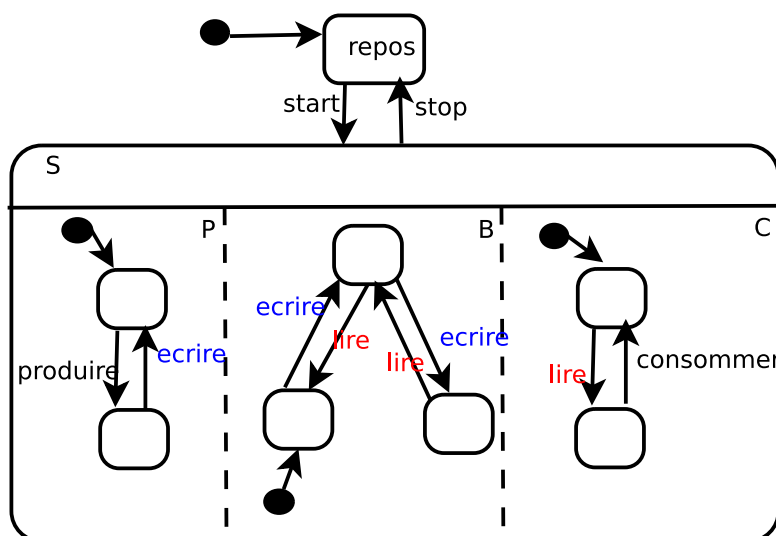 repos
start
stop
S
P
B
C
ecrire
lire
ecrire
lire
produire
ecrire
lire
consommer